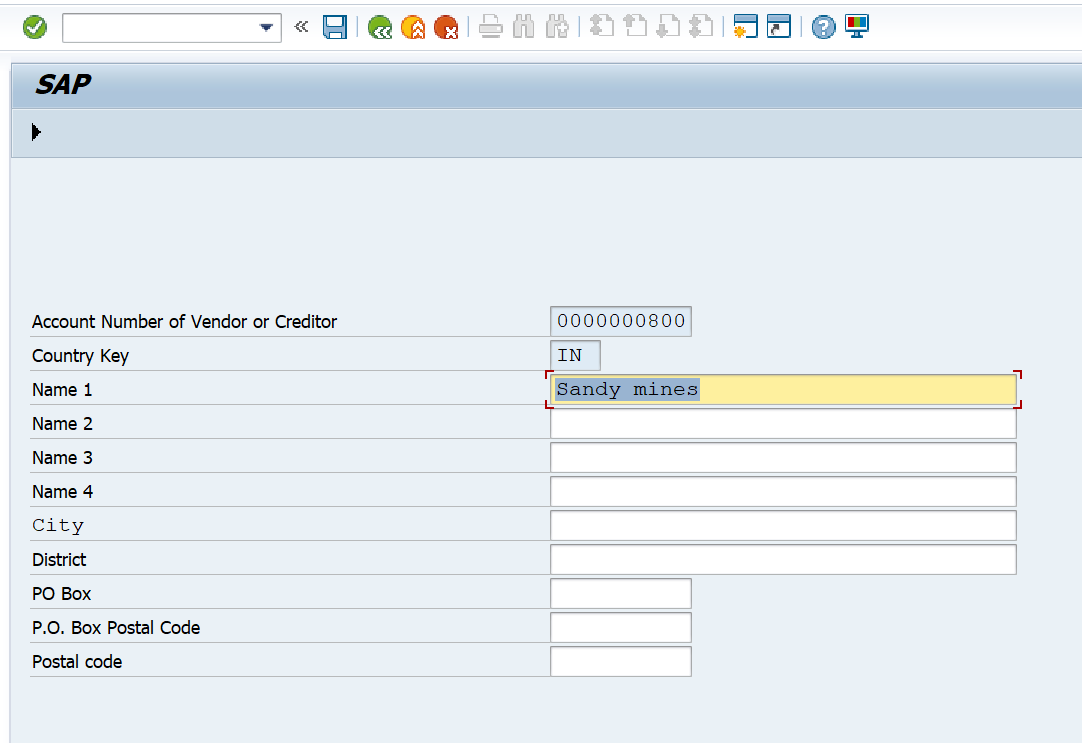 SAP
Account Number of Vendor or Creditor 0000000800
Country Key IN
Name 1 Sandy mines
Name 2
Name 3
Name 4
City
District
PO Box
P.O. Box Postal Code
Postal code